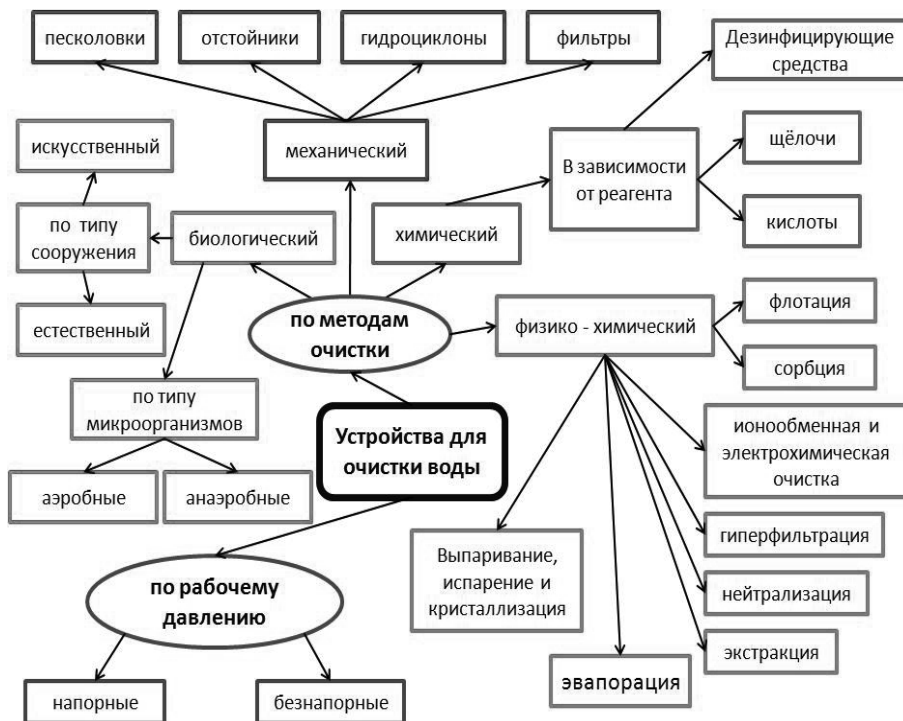 песколовки
отстойники
гидроциклоны
фильтры
Дезинфицирующие
средства
искусственный
механический
В зависимости
от реагента
щёлочи
по типу
сооружения
биологический
химический
кислоты
естественный
по методам
очистки
физико - химический
флотация
сорбция
по типу
микроорганизмов
Устройства для
очистки воды
ионообменная и
электрохимическая
очистка
аэробные
анаэробные
гиперфильтрация
Выпаривание,
испарение и
кристаллизация
по рабочему
давлению
нейтрализация
экстракция
эвапорация
напорные
безнапорные